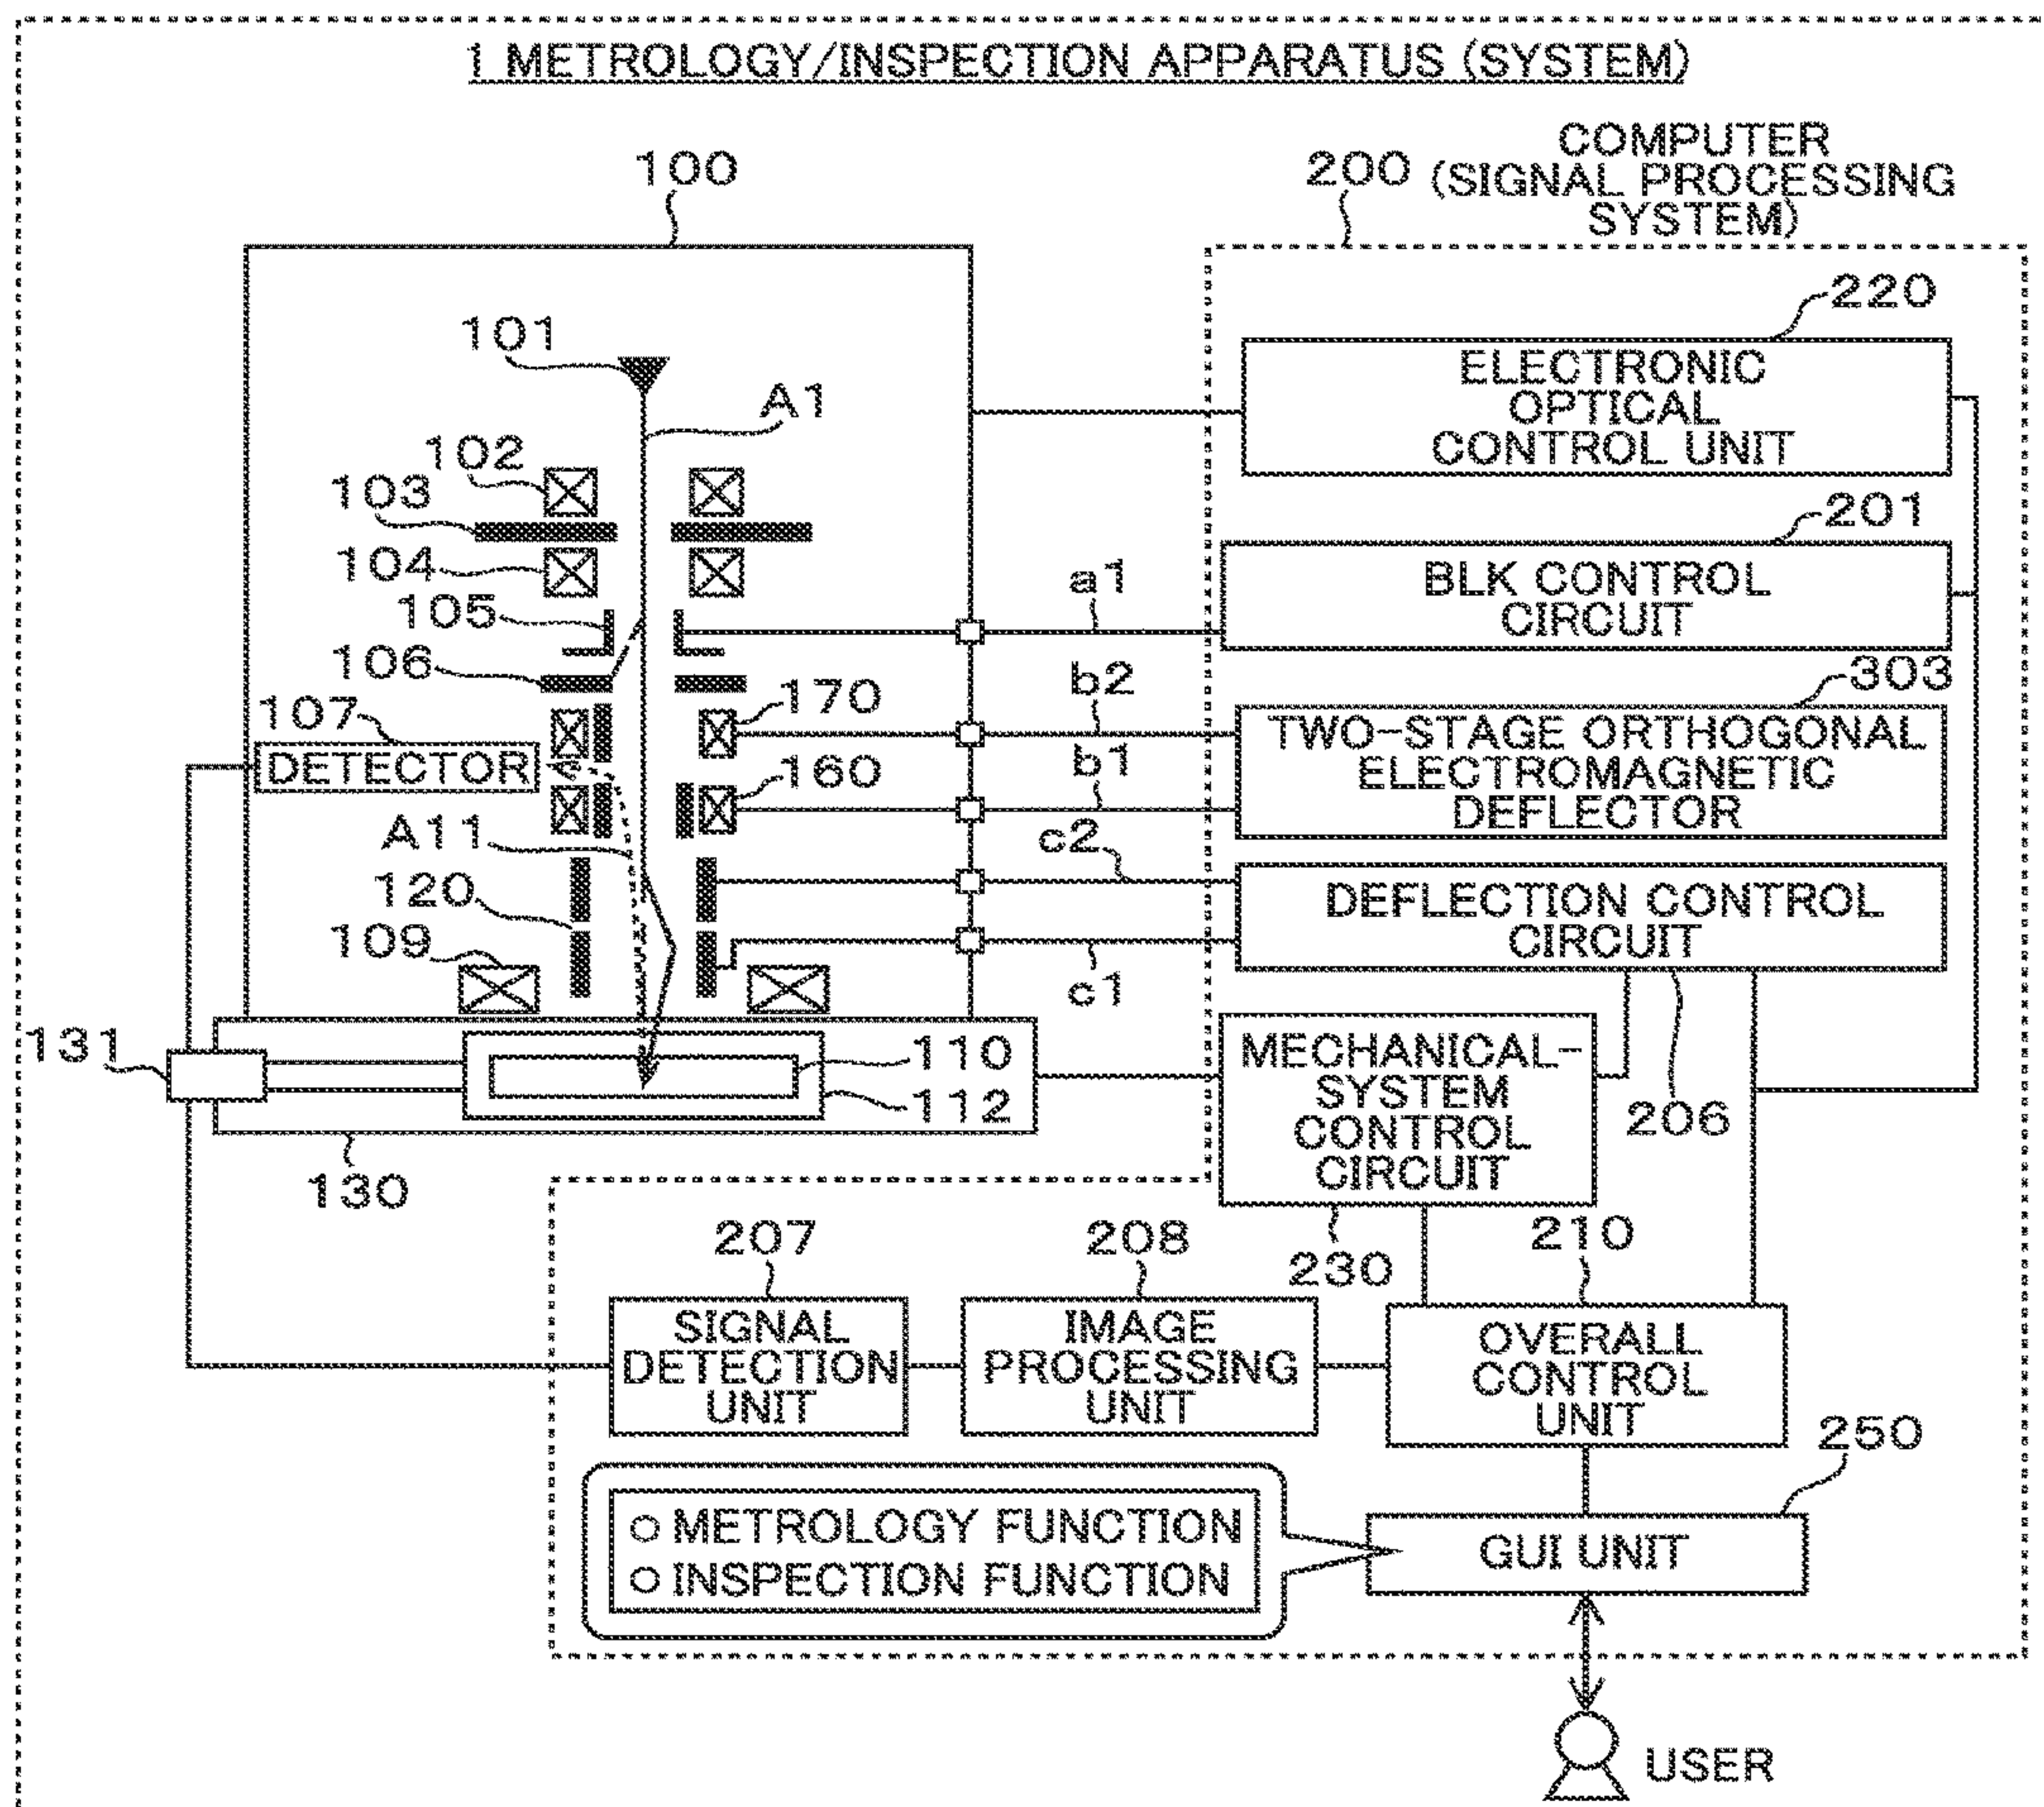 1 METROLOGY/INSPECTION APPARATUS (SYSTEM)
COMPUTER
(SIGNAL PROCESSING
SYSTEM)
100
200
220
101
ELECTRONIC
OPTICAL
CONTROL UNIT
A1
102
103
201
104
BLK CONTROL
CIRCUIT
a1
105
106
b2
303
107
170
TWO-STAGE ORTHOGONAL
ELECTROMAGNETIC
DEFLECTOR
DETECTOR
b1
160
A11
c2
120
DEFLECTION CONTROL
CIRCUIT
109
c1
131
110
MECHANICAL-
SYSTEM
CONTROL
CIRCUIT
112
206
130
207
208
230
210
SIGNAL
DETECTION
UNIT
IMAGE
PROCESSING
UNIT
OVERALL
CONTROL
UNIT
250
○ METROLOGY FUNCTION
○ INSPECTION FUNCTION
GUI UNIT
USER